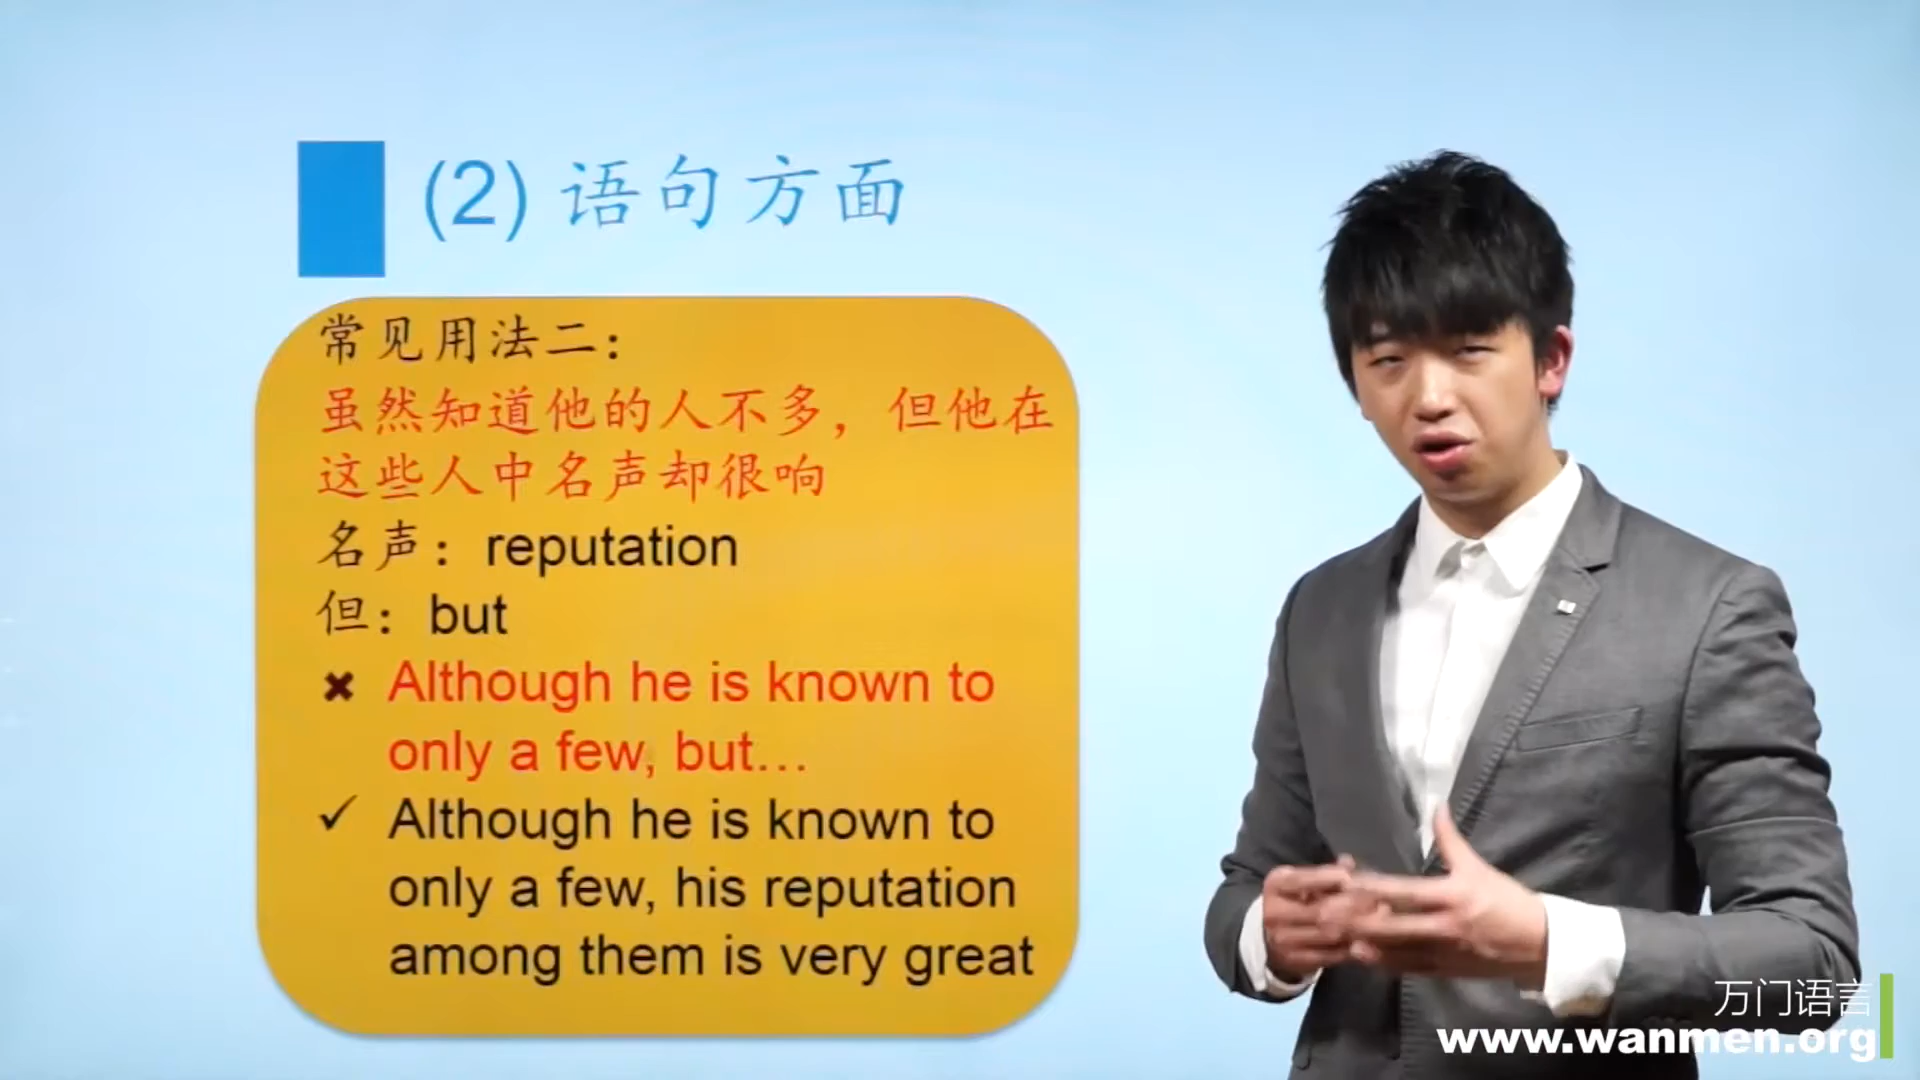 (2) 语句方面
常见用法二：
虽然知道他的人不多，但他在
这些人中名声却很响
名声：reputation
但：but
✖ Although he is known to
only a few, but…
✓ Although he is known to
only a few, his reputation
among them is very great
万门语言
www.wanmen.org